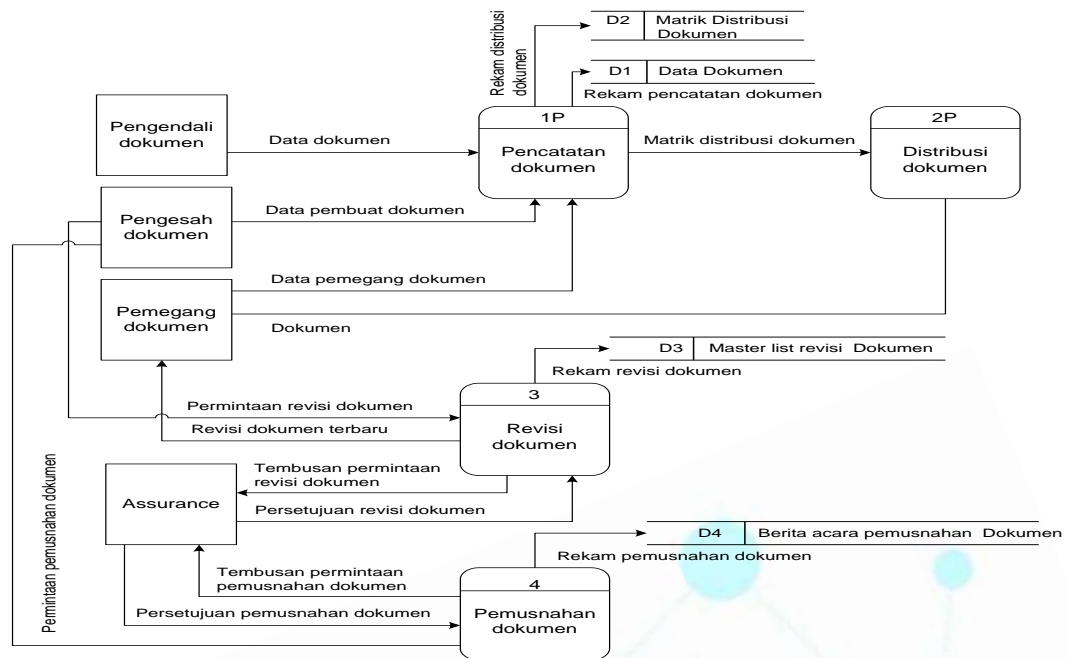 D2 Matrik Distribusi
Dokumen
Rekam distribusi
dokumen
D1 Data Dokumen
Rekam pencatatan dokumen
Pengendali
dokumen
Data dokumen
1P
Pencatatan
dokumen
Matrik distribusi dokumen
2P
Distribusi
dokumen
Pengesah
dokumen
Data pembuat dokumen
Pemegang
dokumen
Data pemegang dokumen
Dokumen
D3 Master list revisi Dokumen
Rekam revisi dokumen
3
Revisi
dokumen
Permintaan revisi dokumen
Revisi dokumen terbaru
Assurance
Tembusan permintaan
revisi dokumen
Persetujuan revisi dokumen
D4 Berita acara pemusnahan Dokumen
Rekam pemusnahan dokumen
4
Pemusnahan
dokumen
Tembusan permintaan
pemusnahan dokumen
Persetujuan pemusnahan dokumen
Permintaan pemusnahan dokumen